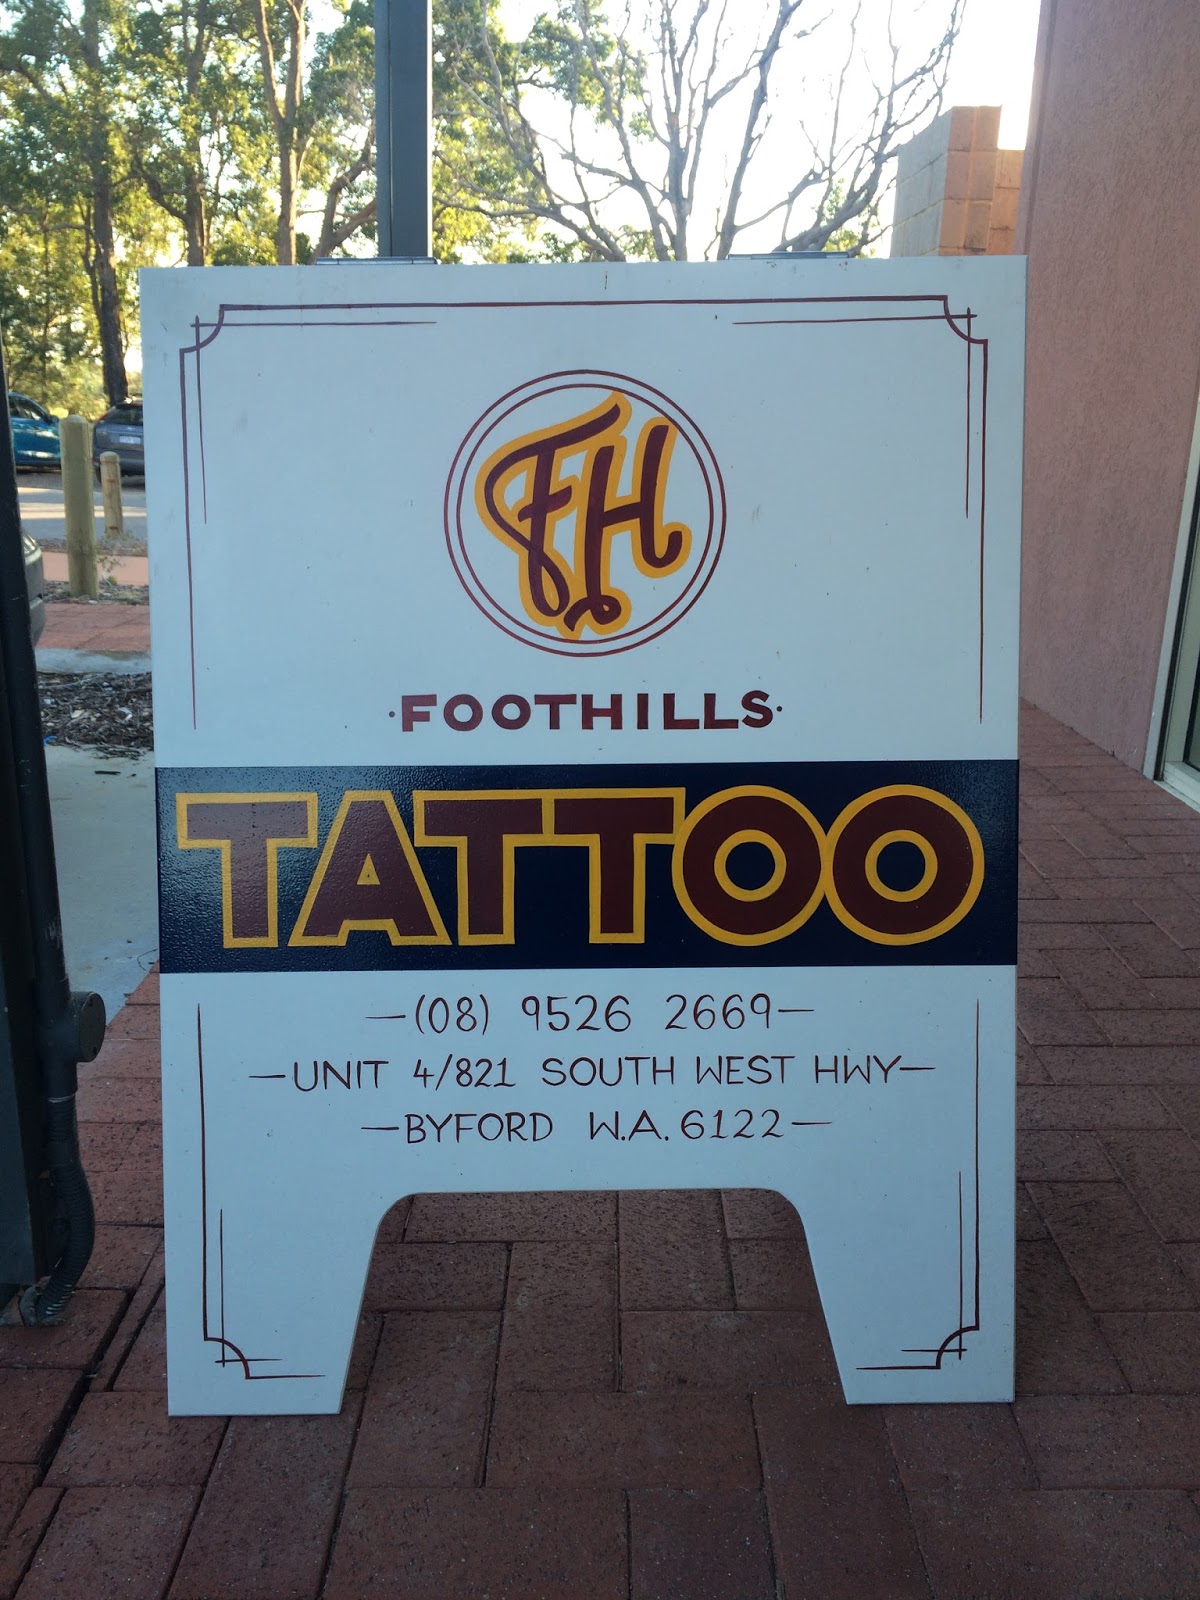 FH
·FOOTHILLS·
TATTOO
—(08) 9526 2669—
—UNIT 4/821 SOUTH WEST HWY—
—BYFORD W.A. 6122—